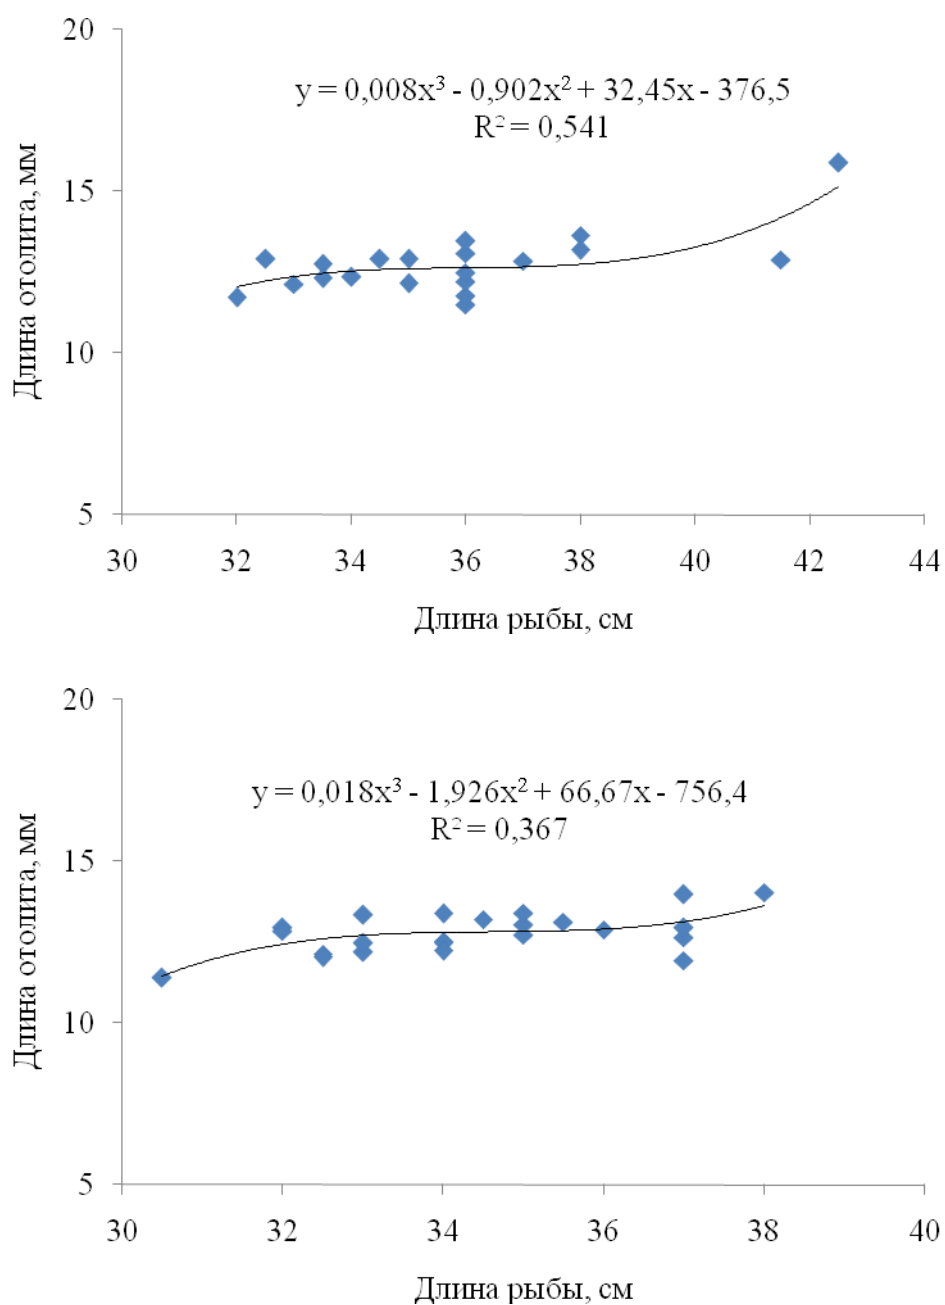 20
y = 0,008x³ - 0,902x² + 32,45x - 376,5
R² = 0,541
15
Длина отолита, мм
10
5
30 32 34 36 38 40 42 44
Длина рыбы, см
20
y = 0,018x³ - 1,926x² + 66,67x - 756,4
R² = 0,367
15
Длина отолита, мм
10
5
30 32 34 36 38 40
Длина рыбы, см